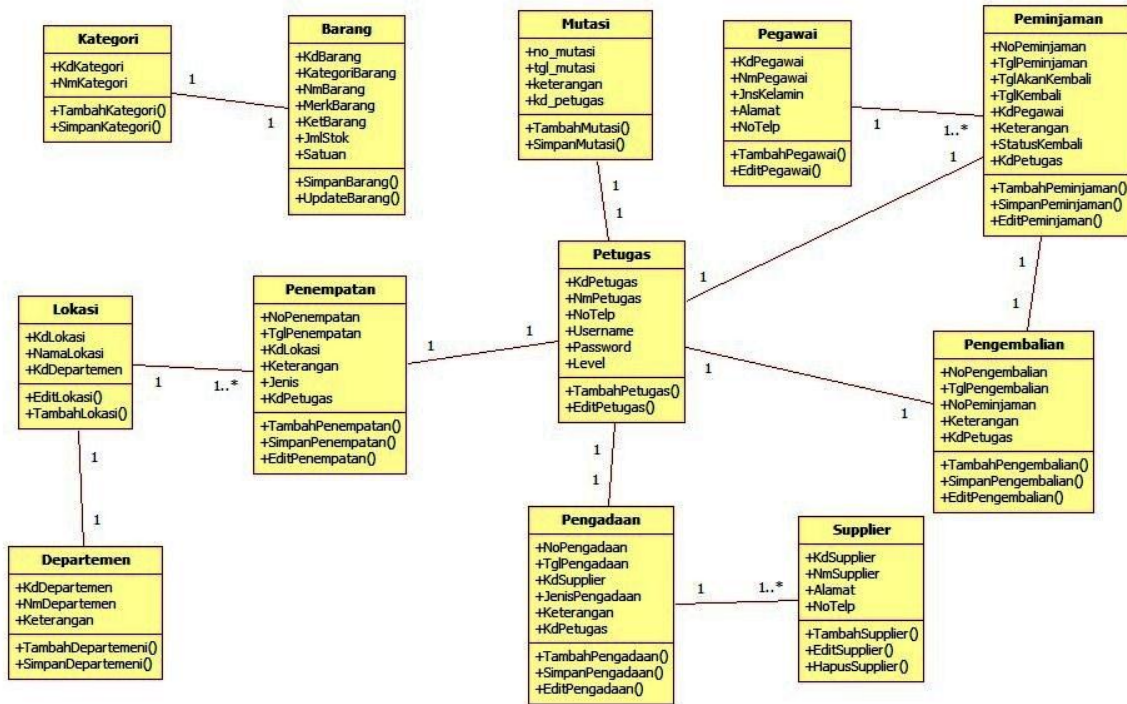 Kategori
+KdKategori
+NmKategori
+TambahKategori()
+SimpanKategori()
1
1
Barang
+KdBarang
+KategoriBarang
+NmBarang
+MerkBarang
+KetBarang
+JmlStok
+Satuan
+SimpanBarang()
+UpdateBarang()
Mutasi
+no_mutasi
+tgl_mutasi
+keterangan
+kd_petugas
+TambahMutasi()
+SimpanMutasi()
1
1
Pegawai
+KdPegawai
+NmPegawai
+JnsKelamin
+Alamat
+NoTelp
+TambahPegawai()
+EditPegawai()
1
1..*
Peminjaman
+NoPeminjaman
+TglPeminjaman
+TglAkanKembali
+TglKembali
+KdPegawai
+Keterangan
+StatusKembali
+KdPetugas
+TambahPeminjaman()
+SimpanPeminjaman()
+EditPeminjaman()
1
1
1
1
Lokasi
+KdLokasi
+NamaLokasi
+KdDepartemen
+EditLokasi()
+TambahLokasi()
1
1..*
1
1
Penempatan
+NoPenempatan
+TglPenempatan
+KdLokasi
+Keterangan
+Jenis
+KdPetugas
+TambahPenempatan()
+SimpanPenempatan()
+EditPenempatan()
1
1
Petugas
+KdPetugas
+NmPetugas
+NoTelp
+Username
+Password
+Level
+TambahPetugas()
+EditPetugas()
1
1
1
1
Pengembalian
+NoPengembalian
+TglPengembalian
+NoPeminjaman
+Keterangan
+KdPetugas
+TambahPengembalian()
+SimpanPengembalian()
+EditPengembalian()
Departemen
+KdDepartemen
+NmDepartemen
+Keterangan
+TambahDepartemeni()
+SimpanDepartemeni()
Pengadaan
+NoPengadaan
+TglPengadaan
+KdSupplier
+JenisPengadaan
+Keterangan
+KdPetugas
+TambahPengadaan()
+SimpanPengadaan()
+EditPengadaan()
1
1..*
Supplier
+KdSupplier
+NmSupplier
+Alamat
+NoTelp
+TambahSupplier()
+EditSupplier()
+HapusSupplier()